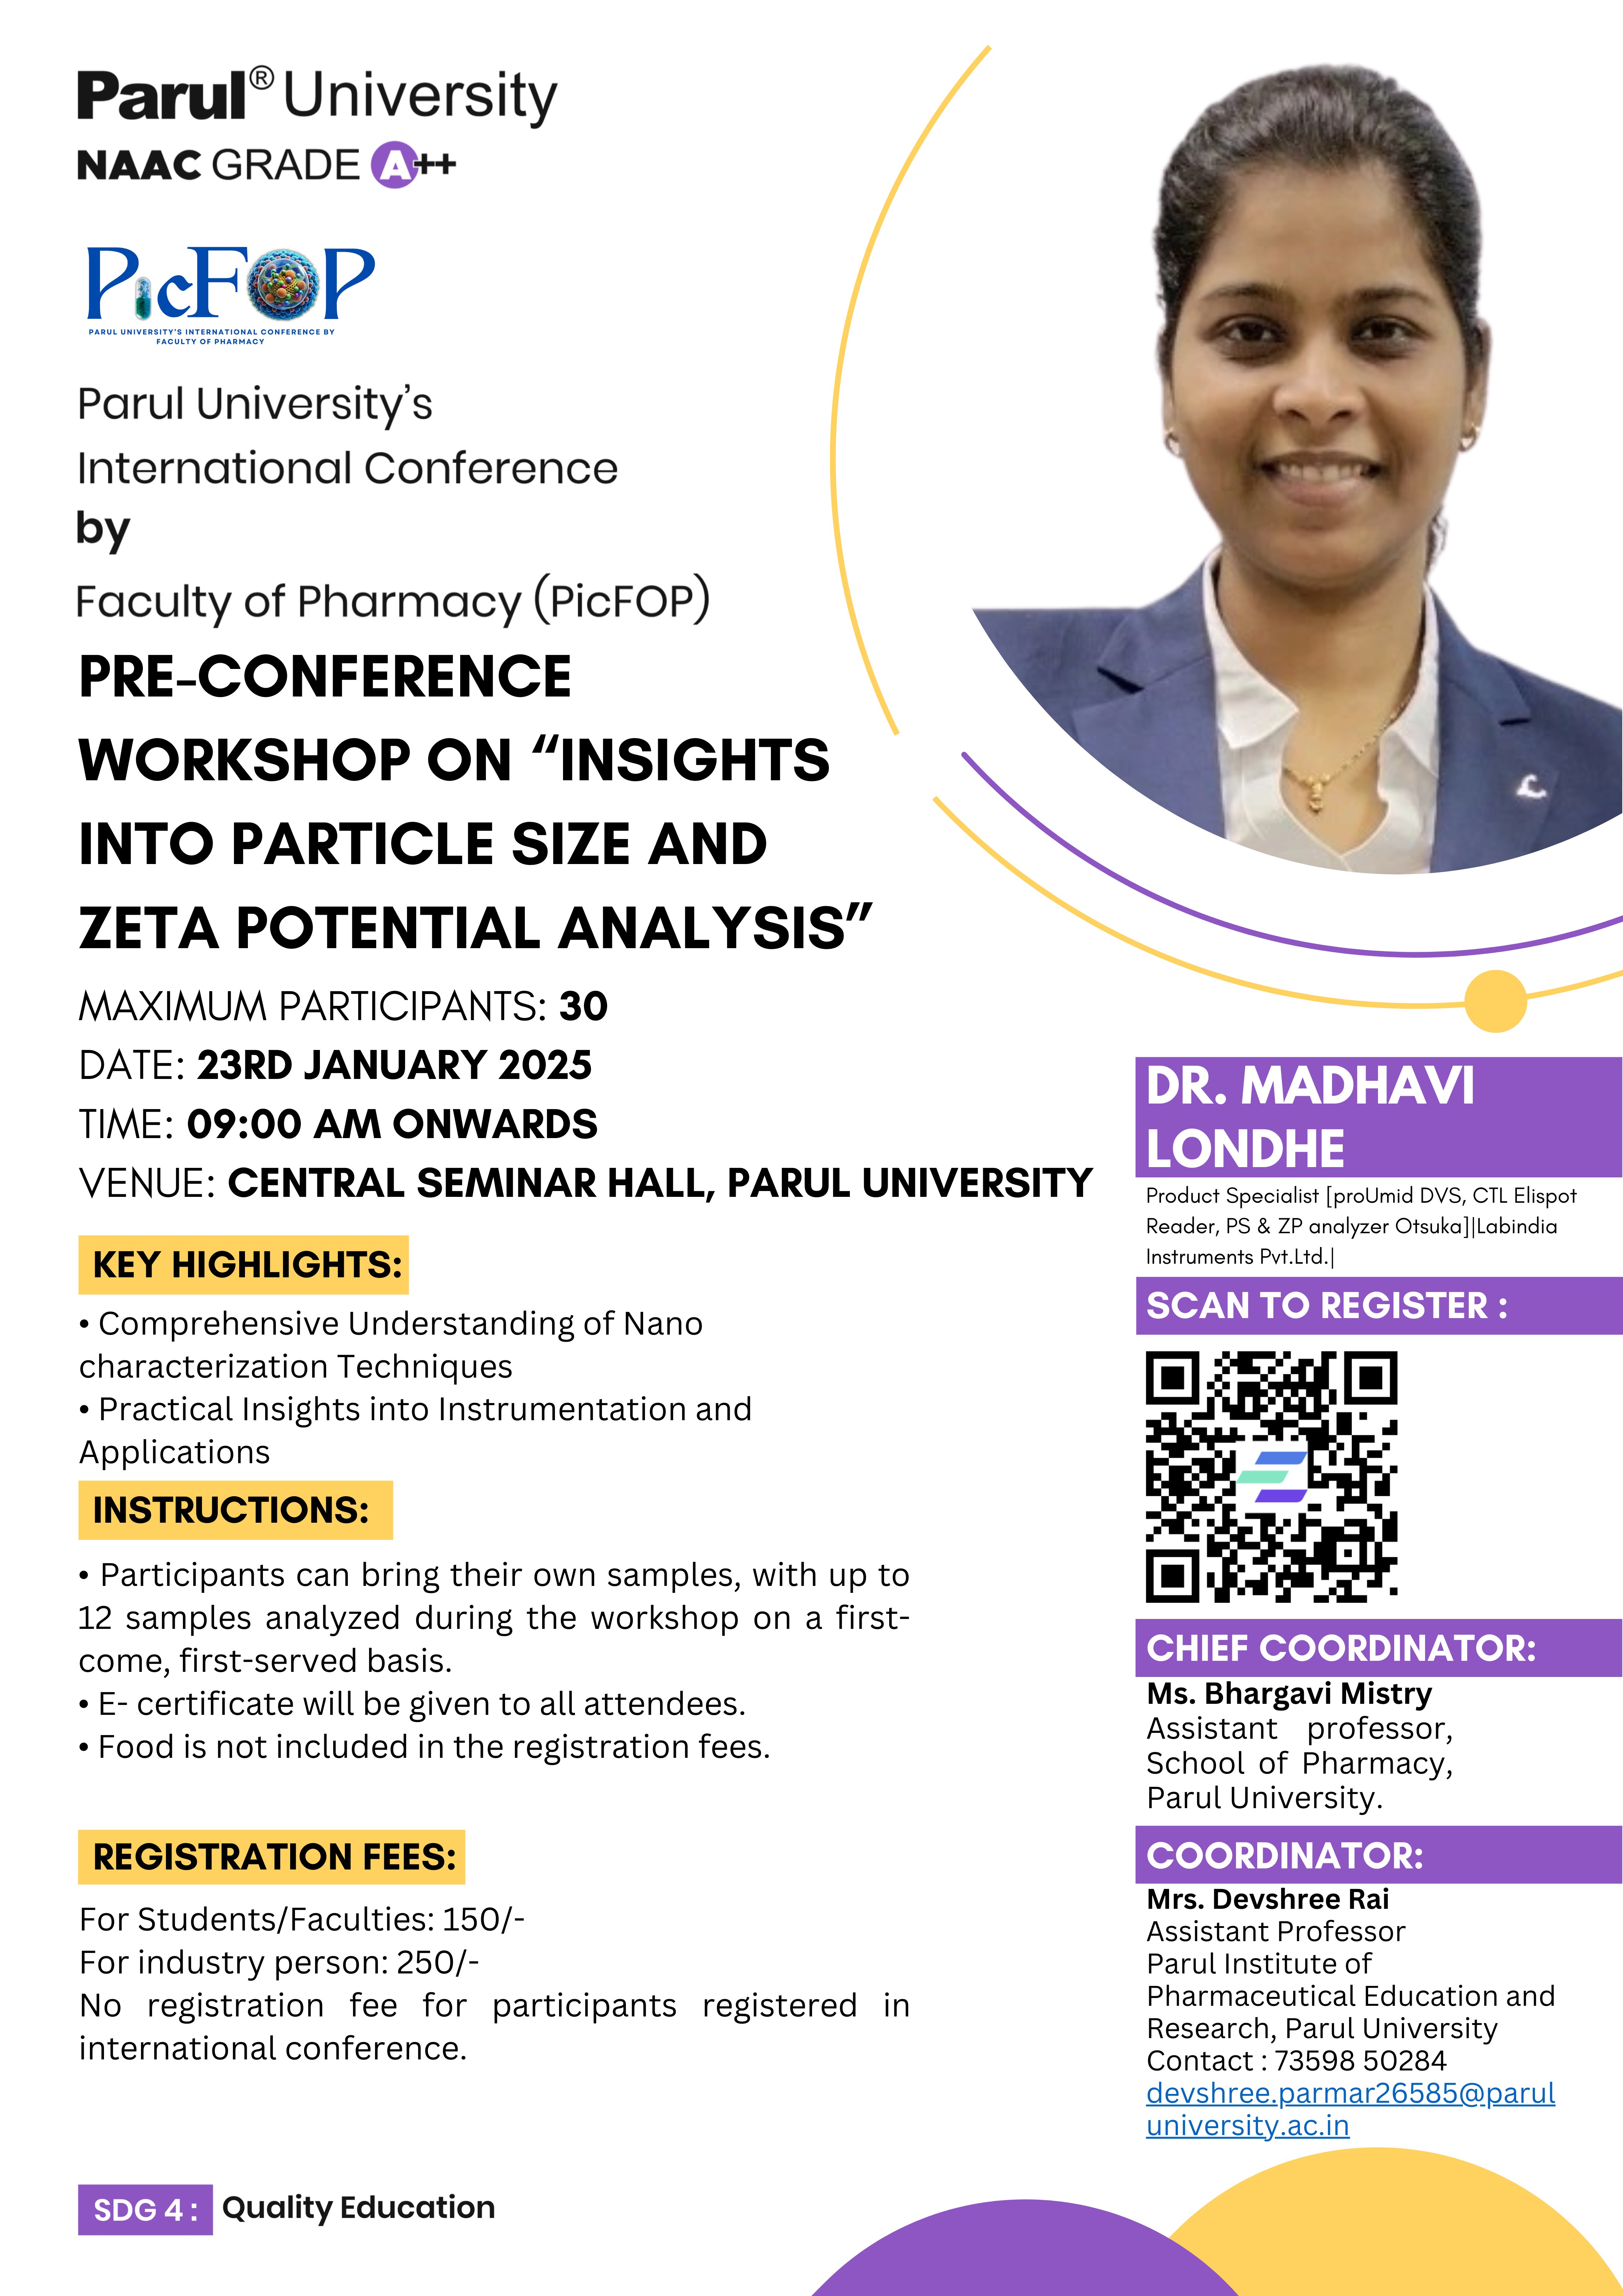 Parul® University
NAAC GRADE A++
PicFOP
PARUL UNIVERSITY'S INTERNATIONAL CONFERENCE BY
FACULTY OF PHARMACY
Parul University's
International Conference
by
Faculty of Pharmacy (PicFOP)
PRE-CONFERENCE
WORKSHOP ON “INSIGHTS
INTO PARTICLE SIZE AND
ZETA POTENTIAL ANALYSIS”
MAXIMUM PARTICIPANTS: 30
DATE: 23RD JANUARY 2025
TIME: 09:00 AM ONWARDS
VENUE: CENTRAL SEMINAR HALL, PARUL UNIVERSITY
KEY HIGHLIGHTS:
• Comprehensive Understanding of Nano
characterization Techniques
• Practical Insights into Instrumentation and
Applications
INSTRUCTIONS:
• Participants can bring their own samples, with up to
12 samples analyzed during the workshop on a first-
come, first-served basis.
• E- certificate will be given to all attendees.
• Food is not included in the registration fees.
REGISTRATION FEES:
For Students/Faculties: 150/-
For industry person: 250/-
No registration fee for participants registered in
international conference.
SDG 4 : Quality Education
DR. MADHAVI
LONDHE
Product Specialist [proUmid DVS, CTL Elispot
Reader, PS & ZP analyzer Otsuka]|Labindia
Instruments Pvt.Ltd.|
SCAN TO REGISTER :
CHIEF COORDINATOR:
Ms. Bhargavi Mistry
Assistant professor,
School of Pharmacy,
Parul University.
COORDINATOR:
Mrs. Devshree Rai
Assistant Professor
Parul Institute of
Pharmaceutical Education and
Research, Parul University
Contact : 73598 50284
devshree.parmar26585@parul
university.ac.in